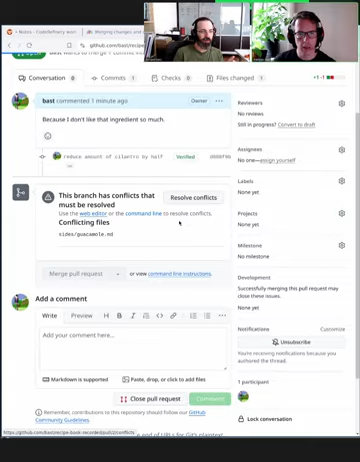 Notes - CodeRefinery wor
Merging changes and
github.com/bast/recipe
Conversation 0
Commits 1
Checks 0
Files changed 1
+1 -1
bast commented 1 minute ago
Owner
Because I don't like that ingredient so much.
reduce amount of cilantro by half
Verified
This branch has conflicts that must be resolved
Resolve conflicts
Use the web editor or the command line to resolve conflicts.
Conflicting files
sides/guacamole.md
Merge pull request
or view command line instructions.
Add a comment
Write
Preview
H B I
Add your comment here...
Markdown is supported
Paste, drop, or click to add files
Close pull request
Comment
Remember, contributions to this repository should follow our GitHub Community Guidelines.
Reviewers
No reviews
Still in progress? Convert to draft
Assignees
No one—assign yourself
Labels
None yet
Projects
None yet
Milestone
No milestone
Development
Successfully merging this pull request may close these issues.
None yet
Notifications
Customize
Unsubscribe
You're receiving notifications because you authored the thread.
1 participant
Lock conversation